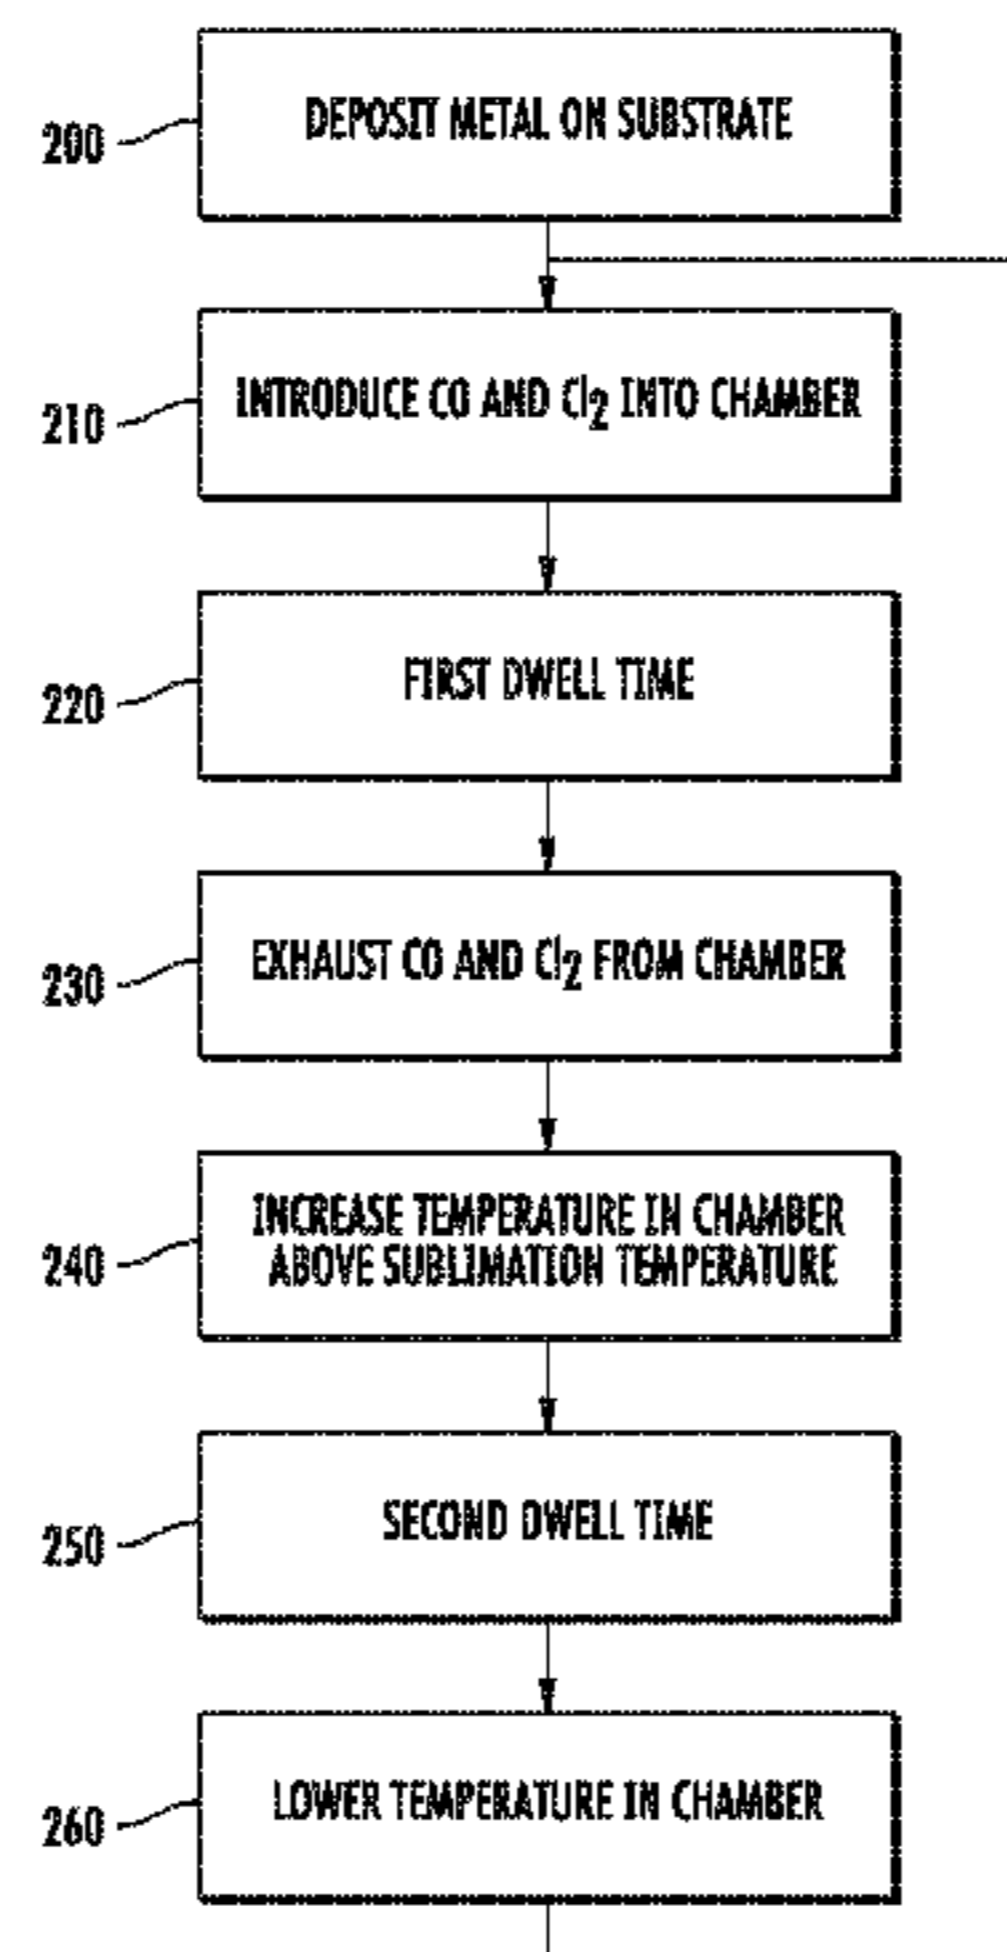 DEPOSIT METAL ON SUBSTRATE
200
INTRODUCE CO AND Cl2 INTO CHAMBER
210
FIRST DWELL TIME
220
EXHAUST CO AND Cl2 FROM CHAMBER
230
INCREASE TEMPERATURE IN CHAMBER
ABOVE SUBLIMATION TEMPERATURE
240
SECOND DWELL TIME
250
LOWER TEMPERATURE IN CHAMBER
260